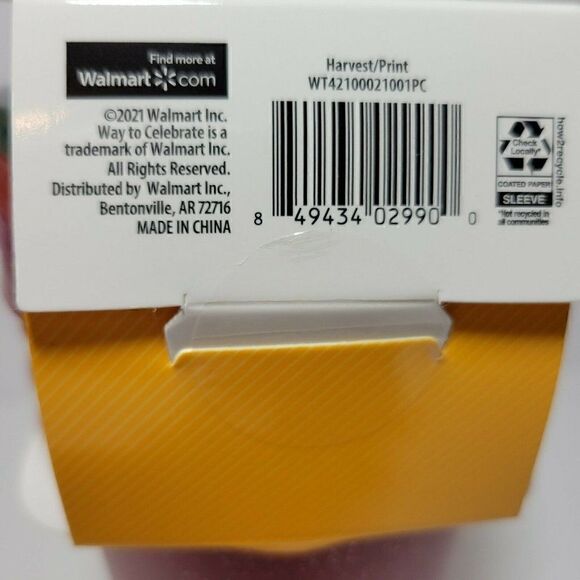 Find more at
Walmart.com
©2021 Walmart Inc.
Way to Celebrate is a
trademark of Walmart Inc.
All Rights Reserved.
Distributed by Walmart Inc.,
Bentonville, AR 72716
MADE IN CHINA
Harvest/Print
WT42100021001PC
8 49434 02990 0
Check
Locally*
COATED PAPER
SLEEVE
*Not recycled in
all communities
how2recycle.info